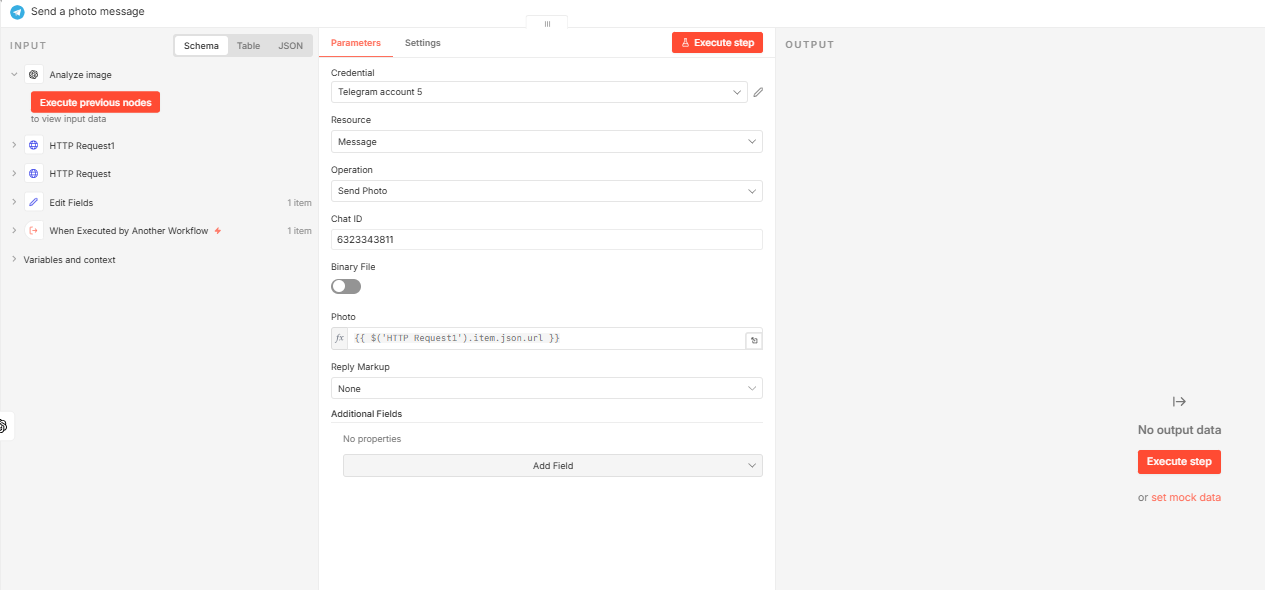 Send a photo message
INPUT
Schema Table JSON
Analyze image
Execute previous nodes
to view input data
HTTP Request1
HTTP Request
Edit Fields 1 item
When Executed by Another Workflow 1 item
Variables and context
Parameters Settings Execute step
Credential
Telegram account 5
Resource
Message
Operation
Send Photo
Chat ID
6323343811
Binary File
Photo
fx {{ $('HTTP Request1').item.json.url }}
Reply Markup
None
Additional Fields
No properties
Add Field
OUTPUT
No output data
Execute step
or set mock data